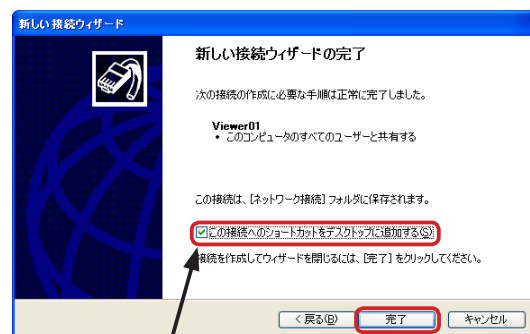 新しい接続ウィザード
新しい接続ウィザードの完了
次の接続の作成に必要な手順は正常に完了しました。
Viewer01
• このコンピュータのすべてのユーザーと共有する
この接続は、[ネットワーク接続] フォルダに保存されます。
この接続へのショートカットをデスクトップに追加する(S)
接続を作成してウィザードを閉じるには、[完了] をクリックしてください。
< 戻る(B)
完了
キャンセル